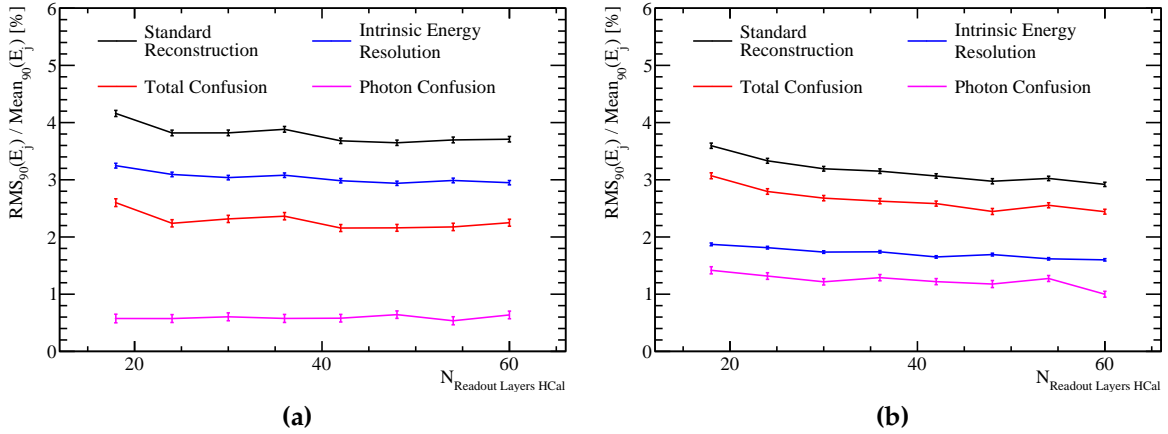 RMS90(Ej) / Mean90(Ej) [%]
6
5
4
3
2
1
0
Standard Reconstruction
Intrinsic Energy Resolution
Total Confusion
Photon Confusion
20
40
60
NReadout Layers HCal
(a)
RMS90(Ej) / Mean90(Ej) [%]
6
5
4
3
2
1
0
Standard Reconstruction
Intrinsic Energy Resolution
Total Confusion
Photon Confusion
20
40
60
NReadout Layers HCal
(b)